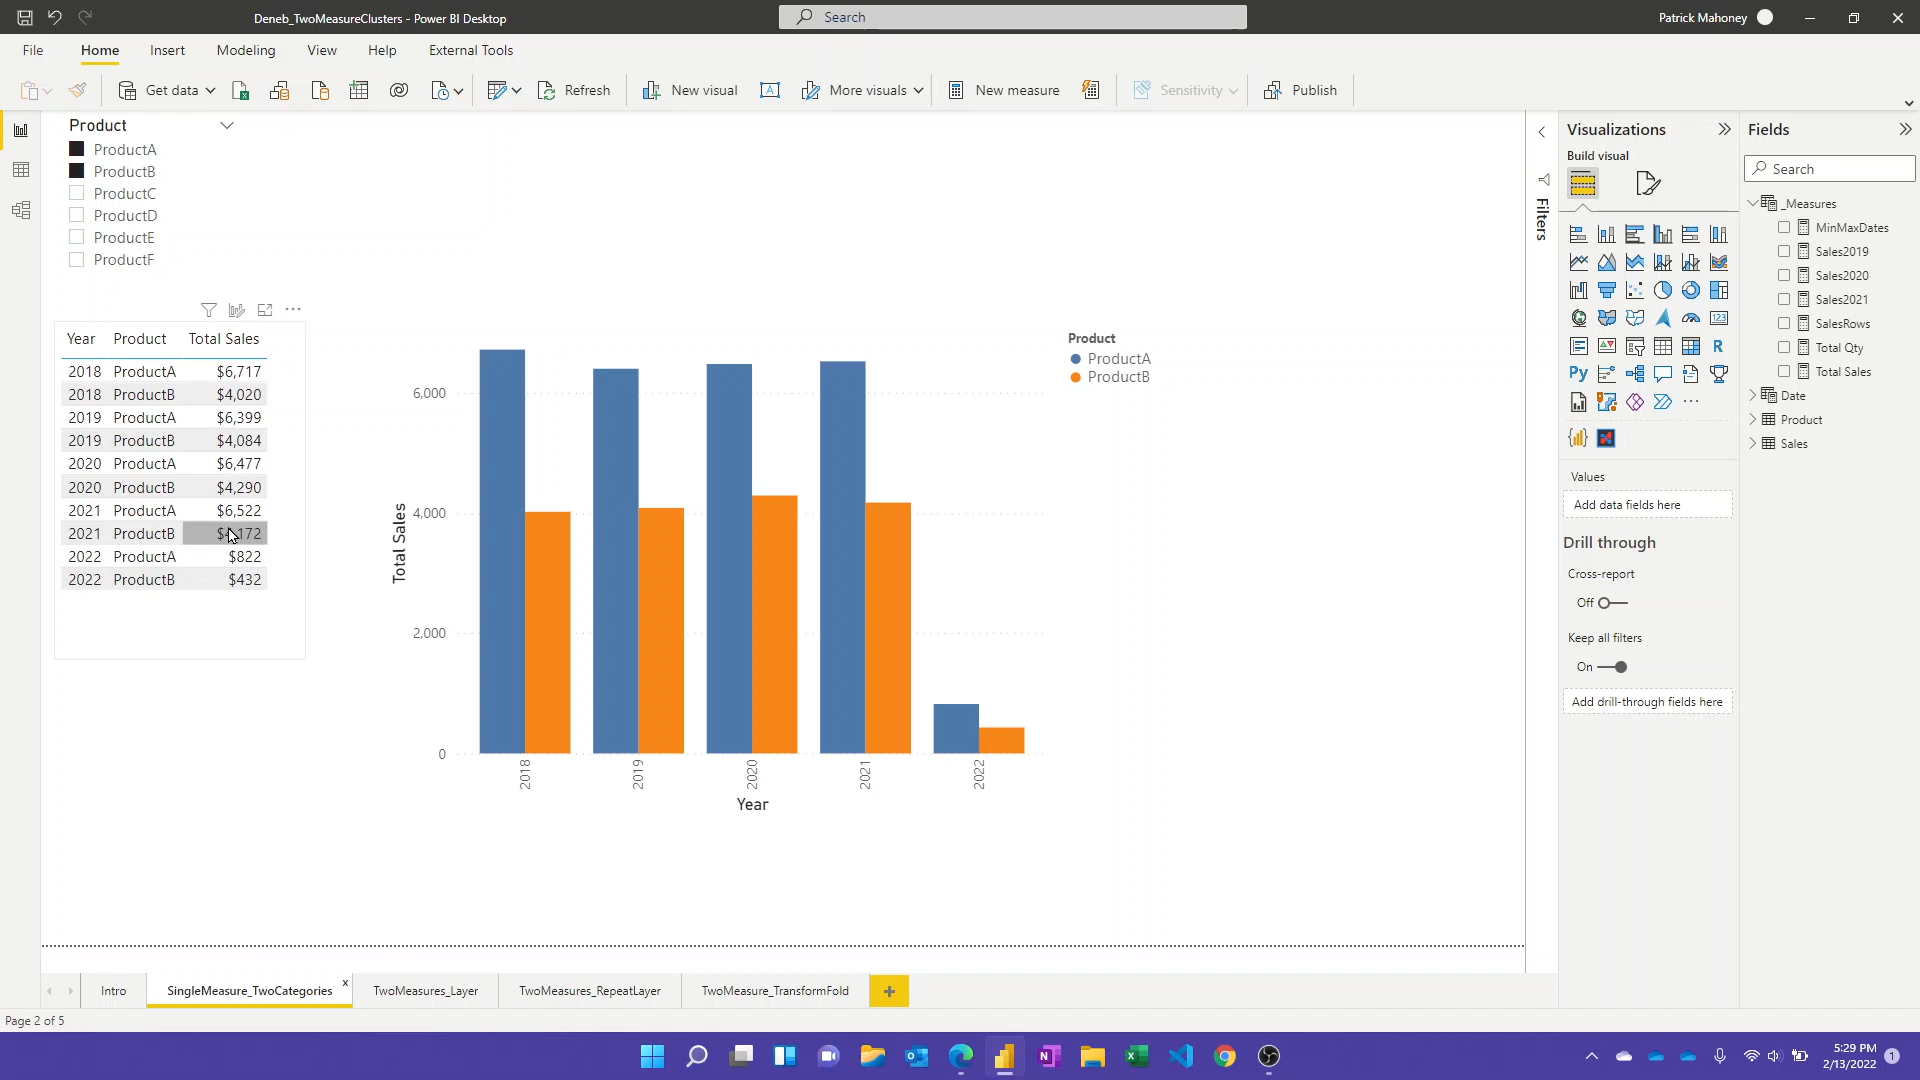 Deneb_TwoMeasureClusters - Power BI Desktop
Search
Patrick Mahoney
File Home Insert Modeling View Help External Tools
Get data
Refresh
New visual
More visuals
New measure
Sensitivity
Publish
Product
ProductA
ProductB
ProductC
ProductD
ProductE
ProductF
Year Product Total Sales
2018 ProductA $6,717
2018 ProductB $4,020
2019 ProductA $6,399
2019 ProductB $4,084
2020 ProductA $6,477
2020 ProductB $4,290
2021 ProductA $6,522
2021 ProductB
2022 ProductA $822
2022 ProductB $432
Total Sales
6,000
4,000
2,000
0
2018 2019 2020 2021 2022
Year
Product
ProductA
ProductB
Filters
Visualizations
Build visual
123
R
Py
Values
Add data fields here
Drill through
Cross-report
Off
Keep all filters
On
Add drill-through fields here
Fields
Search
_Measures
MinMaxDates
Sales2019
Sales2020
Sales2021
SalesRows
Total Qty
Total Sales
Date
Product
Sales
Intro SingleMeasure_TwoCategories x TwoMeasures_Layer TwoMeasures_RepeatLayer TwoMeasure_TransformFold
Page 2 of 5
5:29 PM
2/13/2022
1